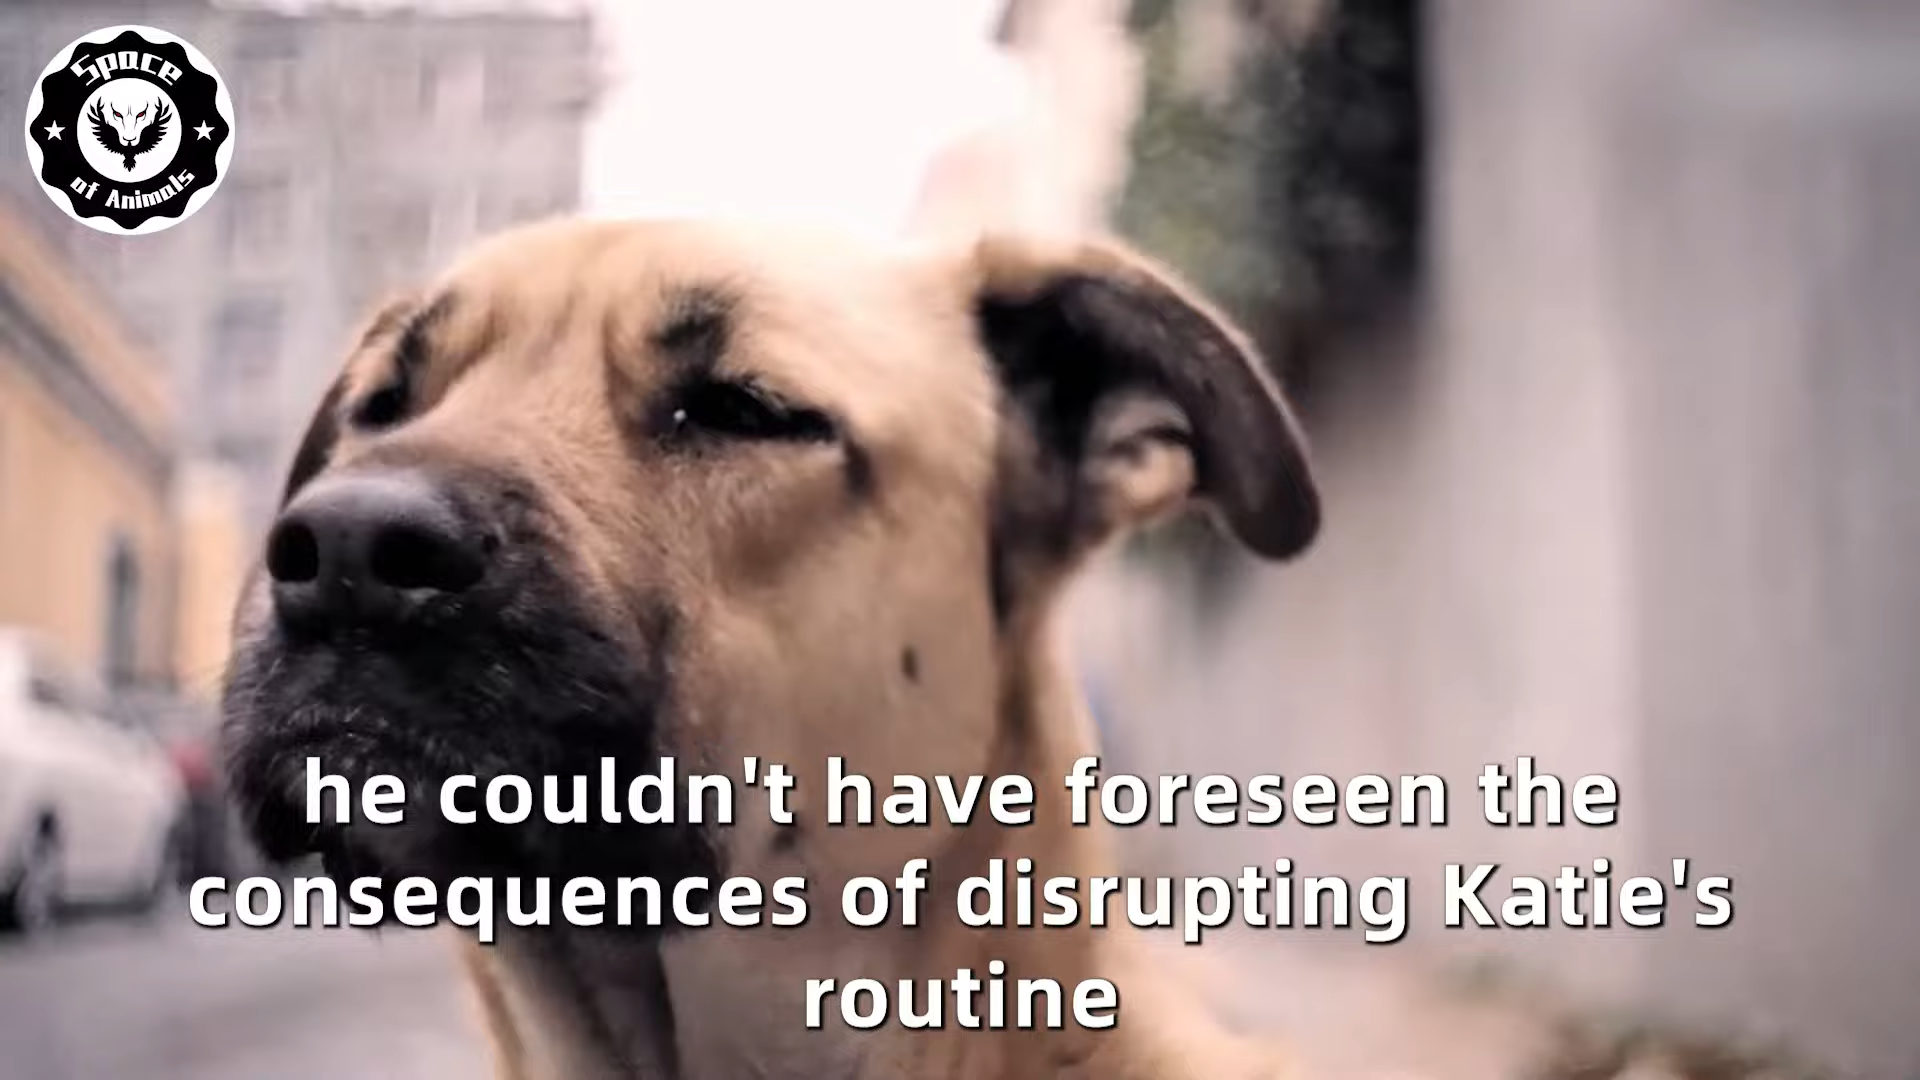 Space
of Animals
he couldn't have foreseen the
consequences of disrupting Katie's
routine